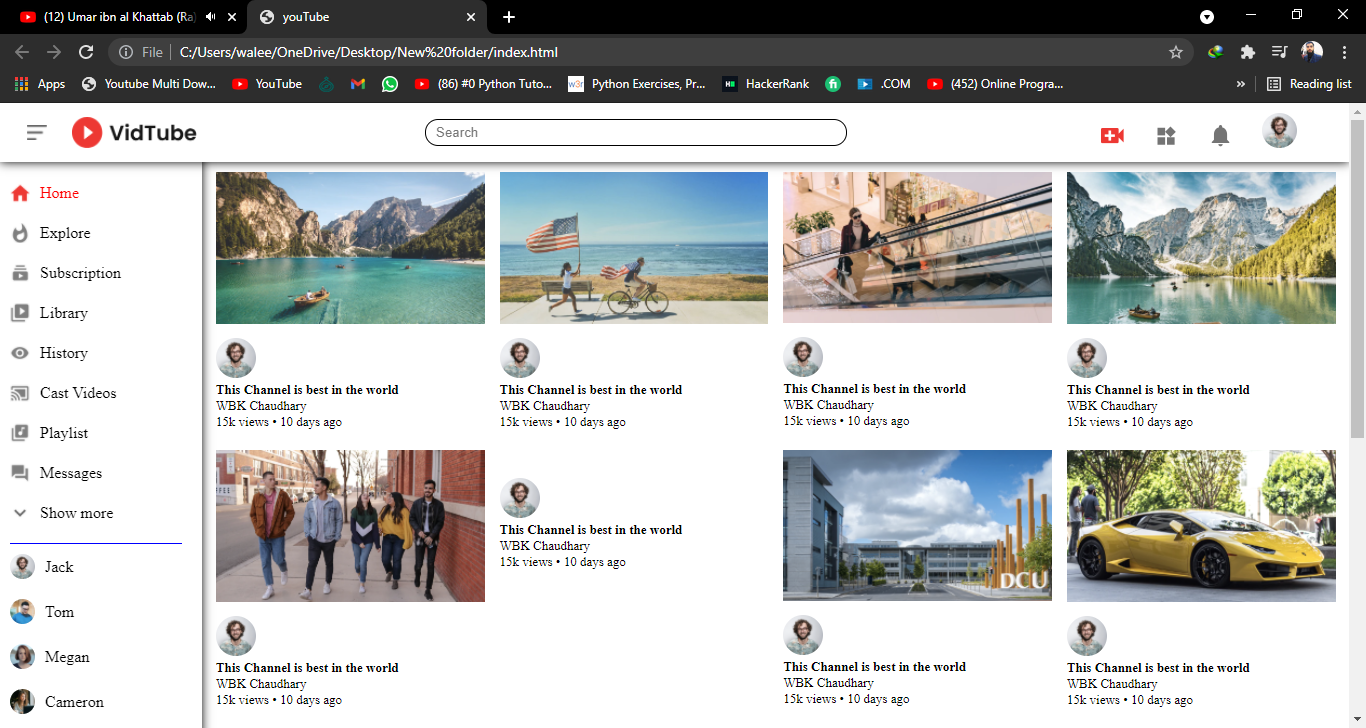 (12) Umar ibn al Khattab (Ra)
youTube
File
C:/Users/walee/OneDrive/Desktop/New%20folder/index.html
Apps
Youtube Multi Dow...
YouTube
(86) #0 Python Tuto...
w3r
Python Exercises, Pr...
HackerRank
.COM
(452) Online Progra...
»
Reading list
VidTube
Search
Home
Explore
Subscription
Library
History
Cast Videos
Playlist
Messages
Show more
Jack
Tom
Megan
Cameron
This Channel is best in the world
WBK Chaudhary
15k views • 10 days ago
This Channel is best in the world
WBK Chaudhary
15k views • 10 days ago
This Channel is best in the world
WBK Chaudhary
15k views • 10 days ago
This Channel is best in the world
WBK Chaudhary
15k views • 10 days ago
This Channel is best in the world
WBK Chaudhary
15k views • 10 days ago
This Channel is best in the world
WBK Chaudhary
15k views • 10 days ago
DCU
This Channel is best in the world
WBK Chaudhary
15k views • 10 days ago
This Channel is best in the world
WBK Chaudhary
15k views • 10 days ago